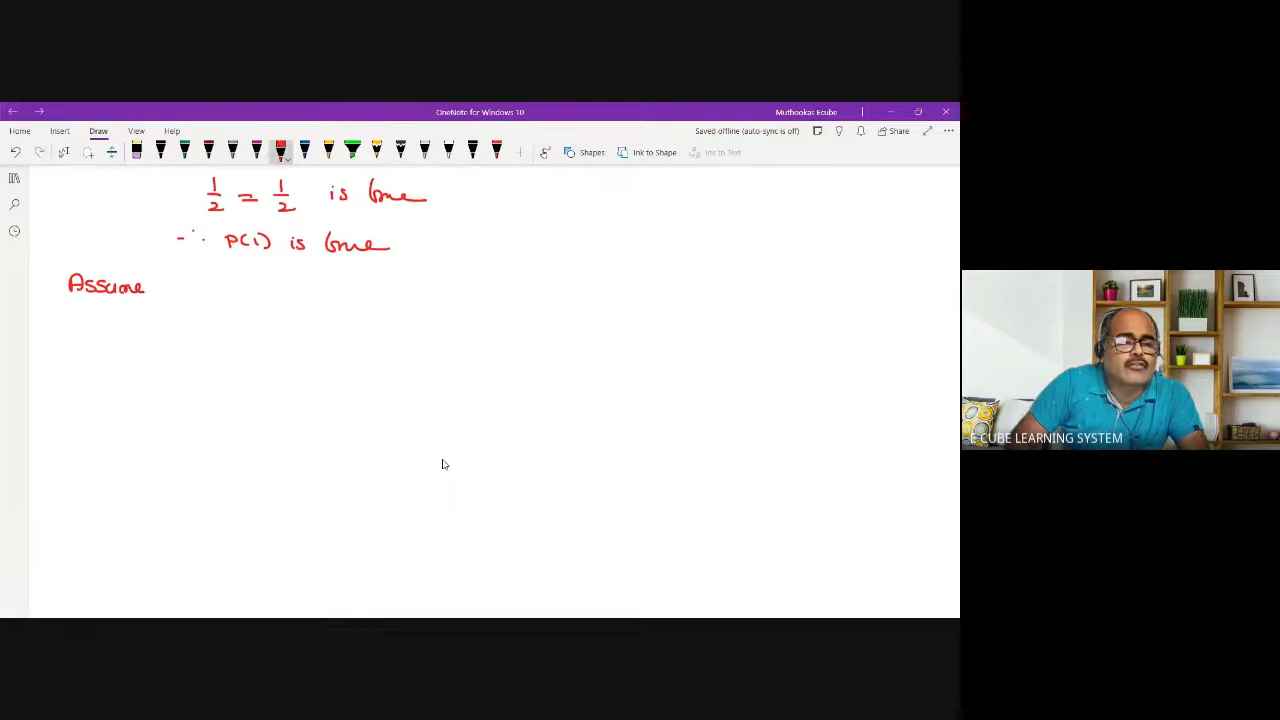 OneNote for Windows 10
Muthookas Ecube
Home Insert Draw View Help
Saved offline (auto-sync is off)
Share
Shapes
Ink to Shape
Ink to Text
1/2 = 1/2 is true
∴ P(1) is true
Assume
E CUBE LEARNING SYSTEM